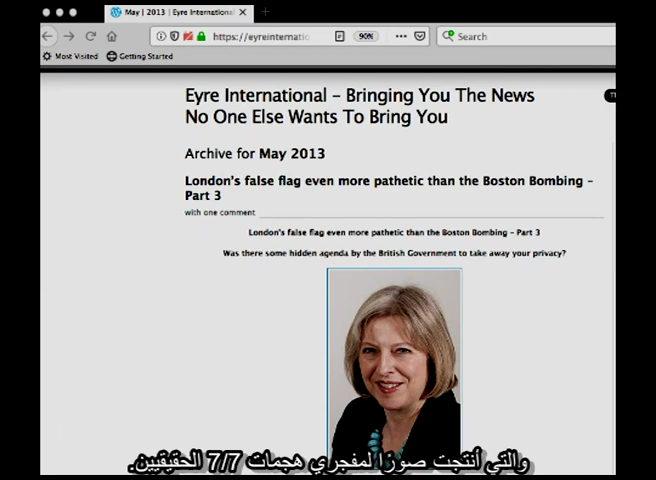 May | 2013 | Eyre International
https://eyreinternatio
90%
Search
Most Visited
Getting Started
Eyre International – Bringing You The News
No One Else Wants To Bring You
Archive for May 2013
London's false flag even more pathetic than the Boston Bombing –
Part 3
with one comment
London's false flag even more pathetic than the Boston Bombing – Part 3
Was there some hidden agenda by the British Government to take away your privacy?
والتي أنتجت صورًا لمفجري هجمات 7/7 الحقيقيين.